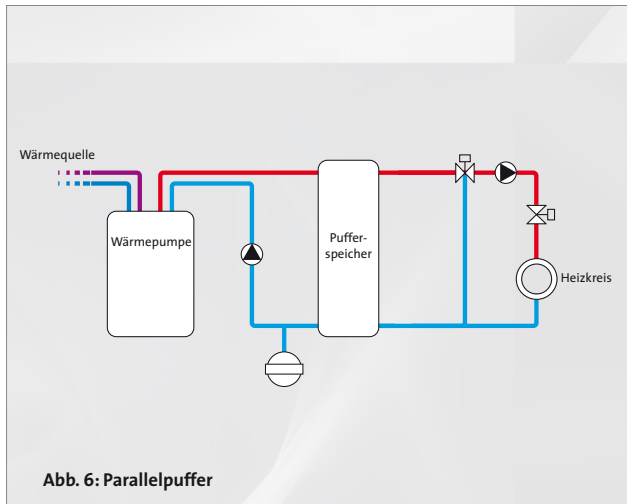 Wärmequelle
Wärmepumpe
Puffer-
speicher
Heizkreis
Abb. 6: Parallelpuffer